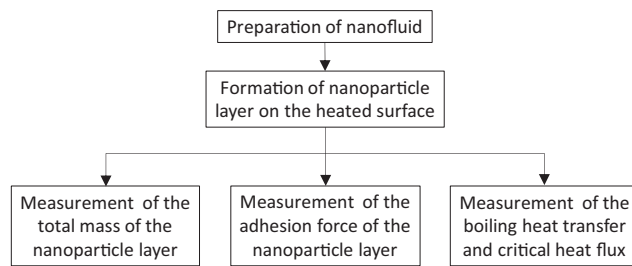 Preparation of nanofluid
Formation of nanoparticle
layer on the heated surface
Measurement of the
total mass of the
nanoparticle layer
Measurement of the
adhesion force of the
nanoparticle layer
Measurement of the
boiling heat transfer
and critical heat flux